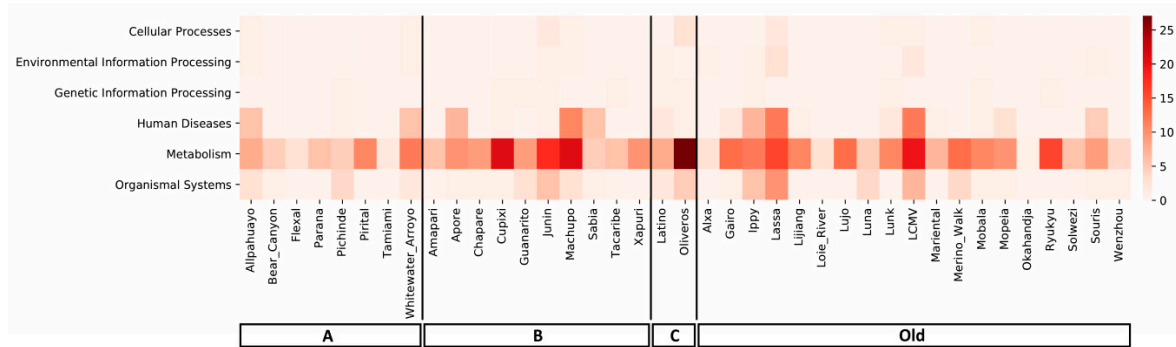 Cellular Processes
Environmental Information Processing
Genetic Information Processing
Human Diseases
Metabolism
Organismal Systems
25
20
15
10
5
0
Allpahuayo
Bear_Canyon
Flexal
Parana
Pichinde
Pirital
Tamiami
Whitewater_Arroyo
Amapari
Apore
Chapare
Cupixi
Guanarito
Junin
Machupo
Sabia
Tacaribe
Xapuri
Latino
Oliveros
Alxa
Gairo
Ippy
Lassa
Lijiang
Loie_River
Lujo
Luna
Lunk
LCMV
Mariental
Merino_Walk
Mobala
Mopeia
Okahandja
Ryukyu
Solwezi
Souris
Wenzhou
A
B
C
Old